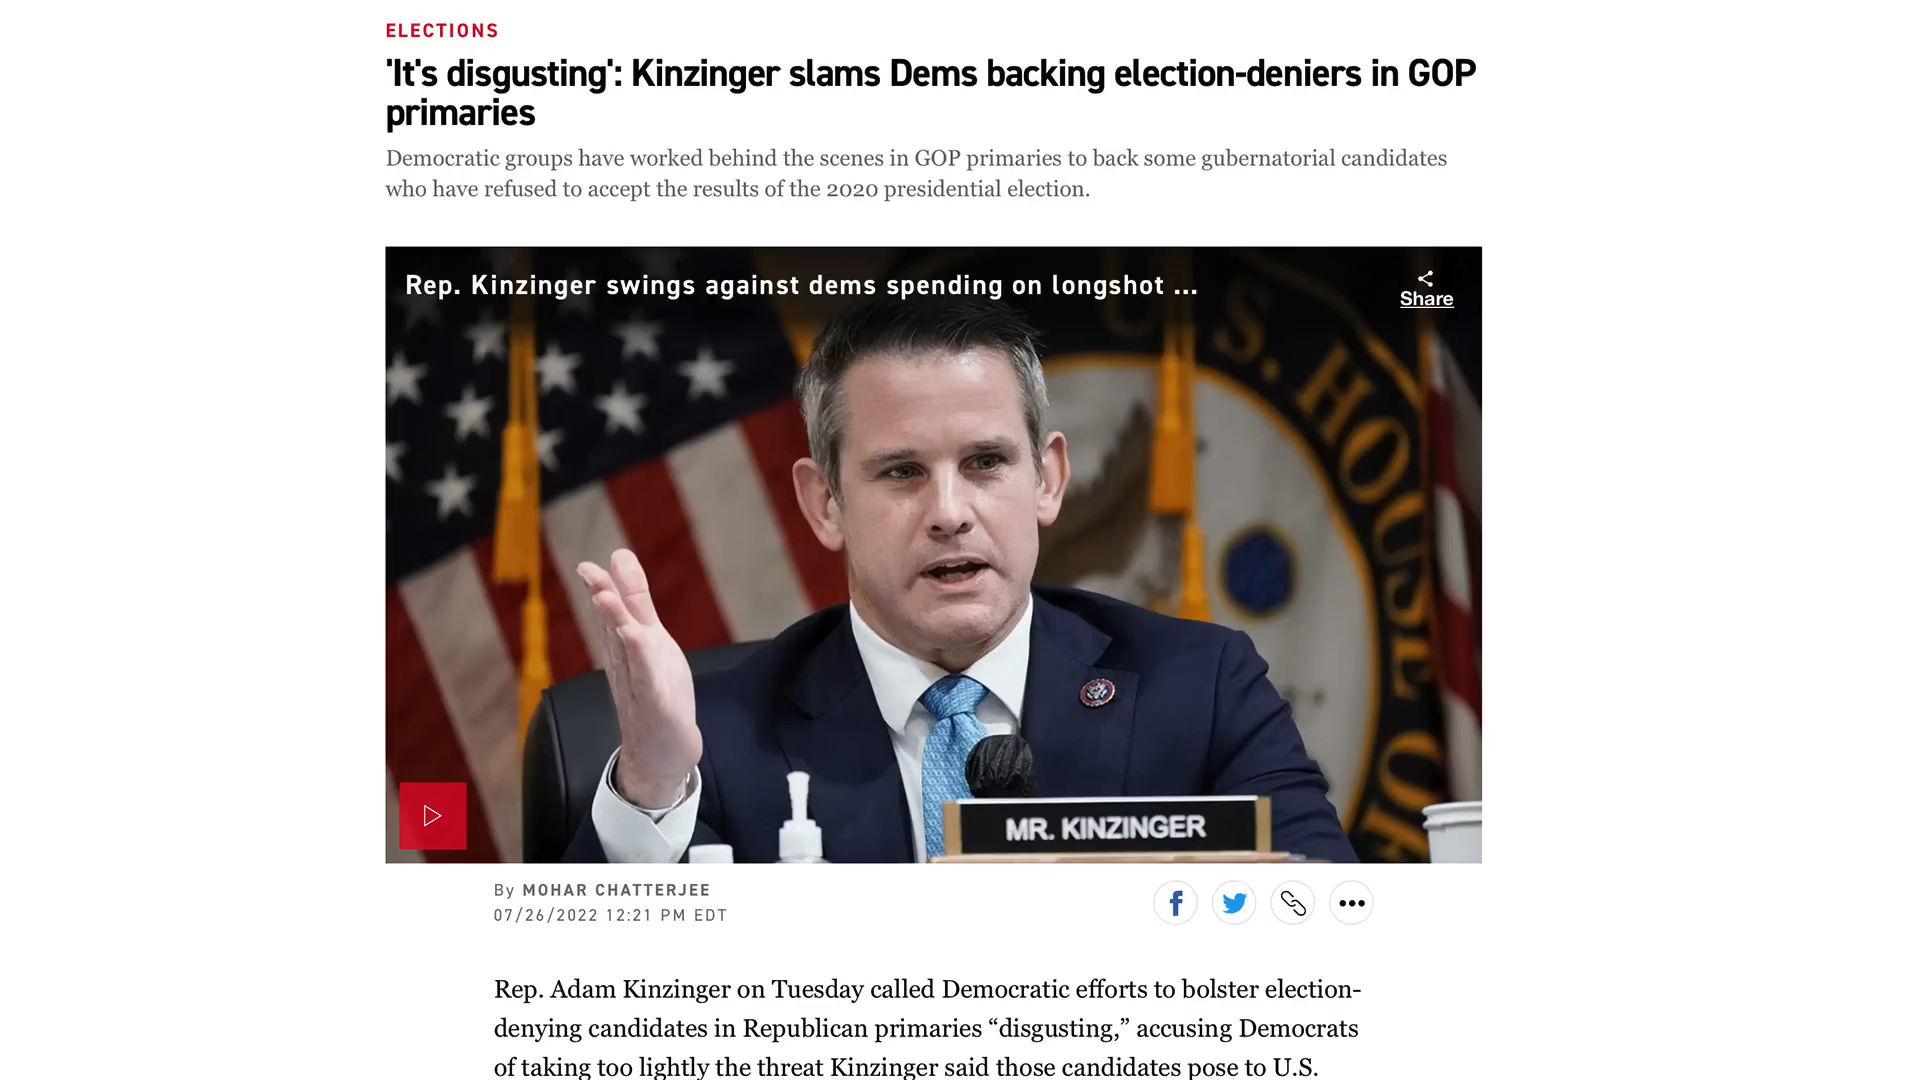 ELECTIONS
'It's disgusting': Kinzinger slams Dems backing election-deniers in GOP
primaries
Democratic groups have worked behind the scenes in GOP primaries to back some gubernatorial candidates
who have refused to accept the results of the 2020 presidential election.
Rep. Kinzinger swings against dems spending on longshot ...
Share
U.S. HOUSE OF
MR. KINZINGER
By MOHAR CHATTERJEE
07/26/2022 12:21 PM EDT
Rep. Adam Kinzinger on Tuesday called Democratic efforts to bolster election-
denying candidates in Republican primaries “disgusting,” accusing Democrats
of taking too lightly the threat Kinzinger said those candidates pose to U.S.